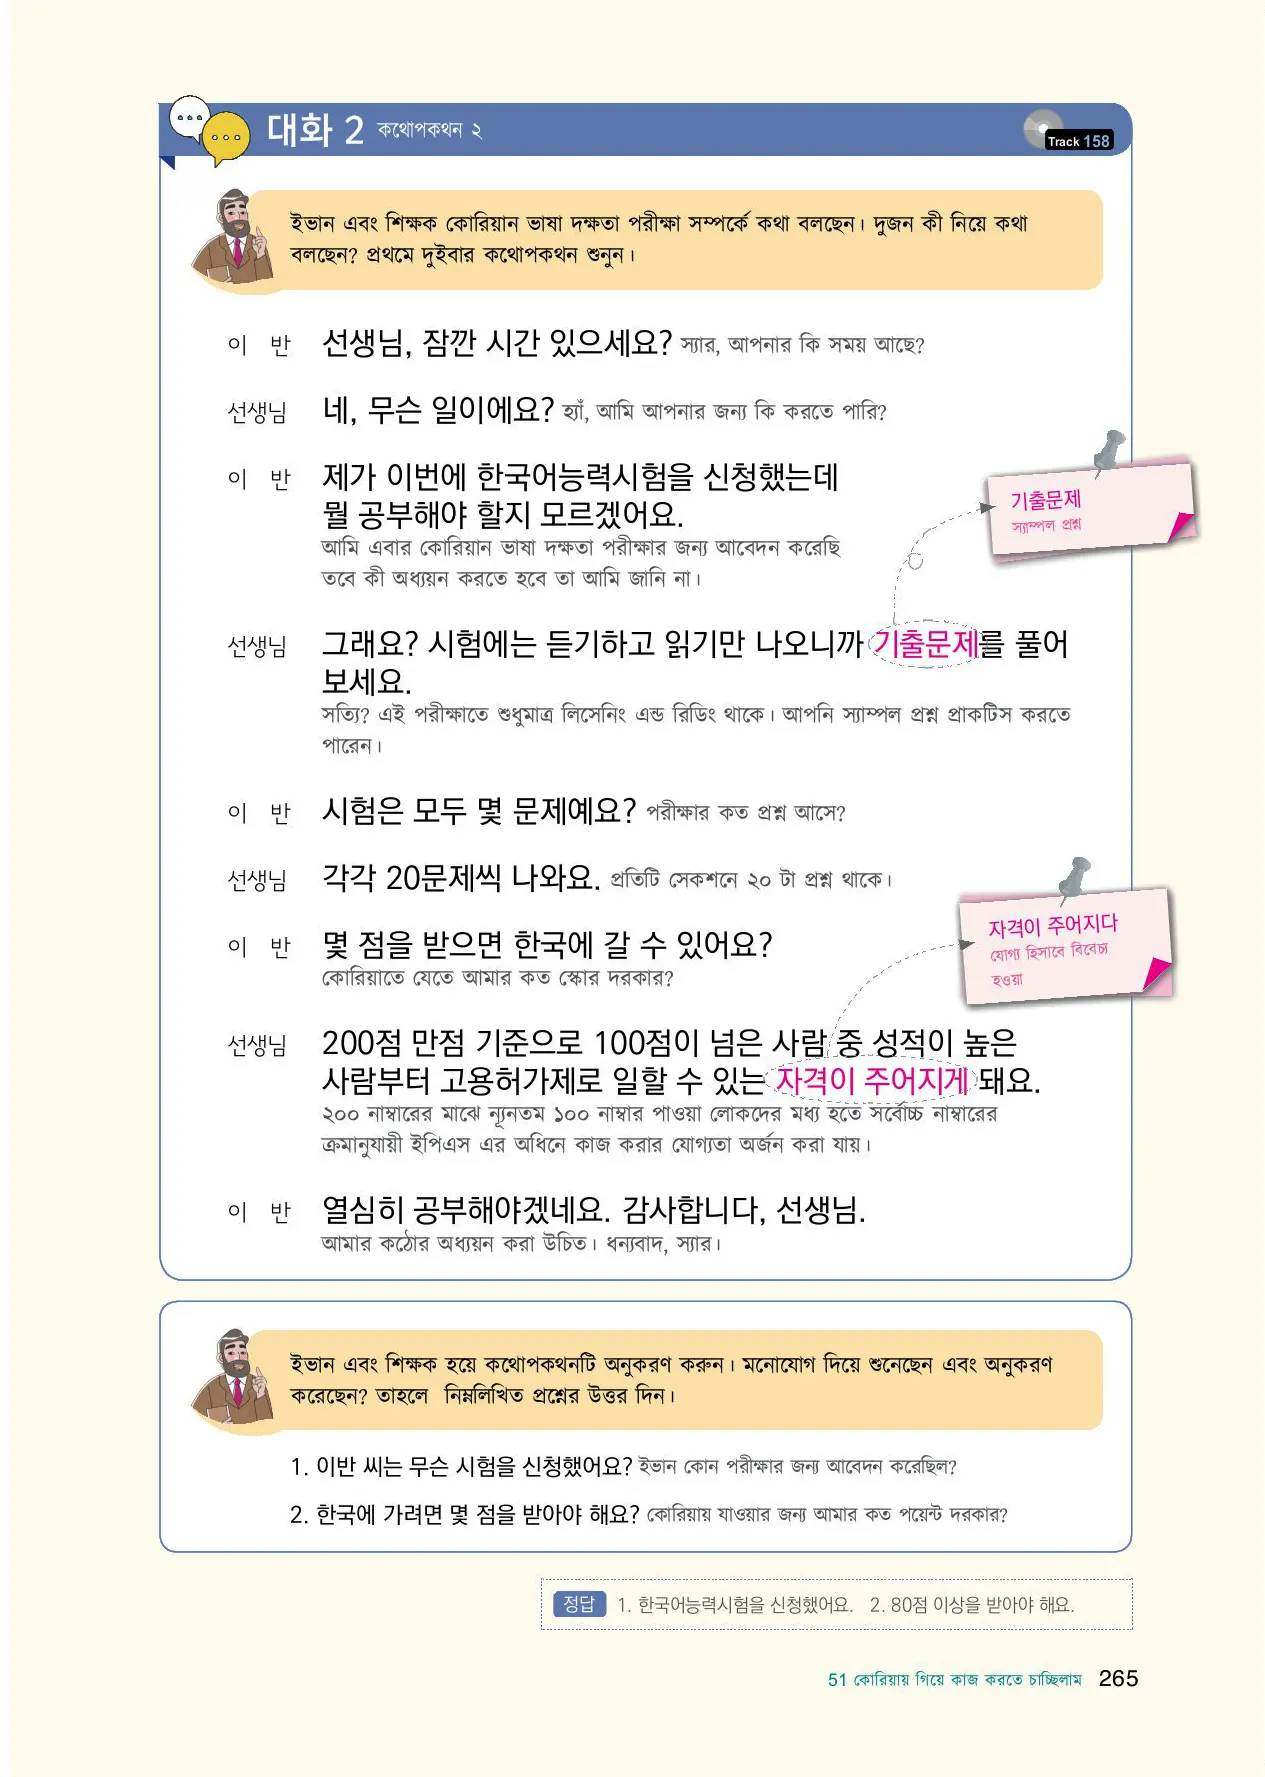 대화 2 কথোপকথন ২
Track 158
ইভান এবং শিক্ষক কোরিয়ান ভাষা দক্ষতা পরীক্ষা সম্পর্কে কথা বলছেন। দুজন কী নিয়ে কথা
বলছেন? প্রথমে দুইবার কথোপকথন শুনুন।
이 반 선생님, 잠깐 시간 있으세요? স্যার, আপনার কি সময় আছে?
선생님 네, 무슨 일이에요? হ্যাঁ, আমি আপনার জন্য কি করতে পারি?
이 반 제가 이번에 한국어능력시험을 신청했는데
뭘 공부해야 할지 모르겠어요.
আমি এবার কোরিয়ান ভাষা দক্ষতা পরীক্ষার জন্য আবেদন করেছি
তবে কী অধ্যয়ন করতে হবে তা আমি জানি না।
기출문제
স্যাম্পল প্রশ্ন
선생님 그래요? 시험에는 듣기하고 읽기만 나오니까 기출문제를 풀어
보세요.
সত্যি? এই পরীক্ষাতে শুধুমাত্র লিসেনিং এন্ড রিডিং থাকে। আপনি স্যাম্পল প্রশ্ন প্রাকটিস করতে
পারেন।
이 반 시험은 모두 몇 문제예요? পরীক্ষার কত প্রশ্ন আসে?
선생님 각각 20문제씩 나와요. প্রতিটি সেকশনে ২০ টা প্রশ্ন থাকে।
이 반 몇 점을 받으면 한국에 갈 수 있어요?
কোরিয়াতে যেতে আমার কত স্কোর দরকার?
자격이 주어지다
যোগ্য হিসাবে বিবেচ্য
হওয়া
선생님 200점 만점 기준으로 100점이 넘은 사람 중 성적이 높은
사람부터 고용허가제로 일할 수 있는 자격이 주어지게 돼요.
২০০ নাম্বারের মাঝে ন্যূনতম ১০০ নাম্বার পাওয়া লোকদের মধ্য হতে সর্বোচ্চ নাম্বারের
ক্রমানুযায়ী ইপিএস এর অধিনে কাজ করার যোগ্যতা অর্জন করা যায়।
이 반 열심히 공부해야겠네요. 감사합니다, 선생님.
আমার কঠোর অধ্যয়ন করা উচিত। ধন্যবাদ, স্যার।
ইভান এবং শিক্ষক হয়ে কথোপকথনটি অনুকরণ করুন। মনোযোগ দিয়ে শুনেছেন এবং অনুকরণ
করেছেন? তাহলে নিম্নলিখিত প্রশ্নের উত্তর দিন।
1. 이반 씨는 무슨 시험을 신청했어요? ইভান কোন পরীক্ষার জন্য আবেদন করেছিল?
2. 한국에 가려면 몇 점을 받아야 해요? কোরিয়ায় যাওয়ার জন্য আমার কত পয়েন্ট দরকার?
정답 1. 한국어능력시험을 신청했어요. 2. 80점 이상을 받아야 해요.
51 কোরিয়ায় গিয়ে কাজ করতে চাচ্ছিলাম 265